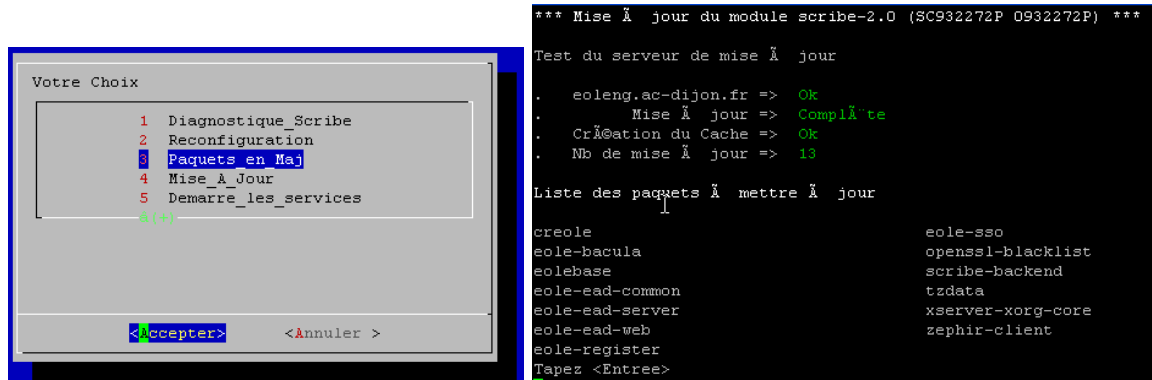 Votre Choix
1 Diagnostique_Scribe
2 Reconfiguration
3 Paquets_en_Maj
4 Mise_A_Jour
5 Demarre_les_services
<Accepter> <Annuler >
*** Mise Ã jour du module scribe-2.0 (SC932272P 0932272P) ***
Test du serveur de mise Ã jour
. eoleng.ac-dijon.fr => Ok
. Mise Ã jour => ComplÃ¨te
. CrÃ©ation du Cache => Ok
. Nb de mise Ã jour => 13
Liste des paquets Ã mettre Ã jour
creole eole-sso
eole-bacula openssl-blacklist
eolebase scribe-backend
eole-ead-common tzdata
eole-ead-server xserver-xorg-core
eole-ead-web zephir-client
eole-register
Tapez <Entree>